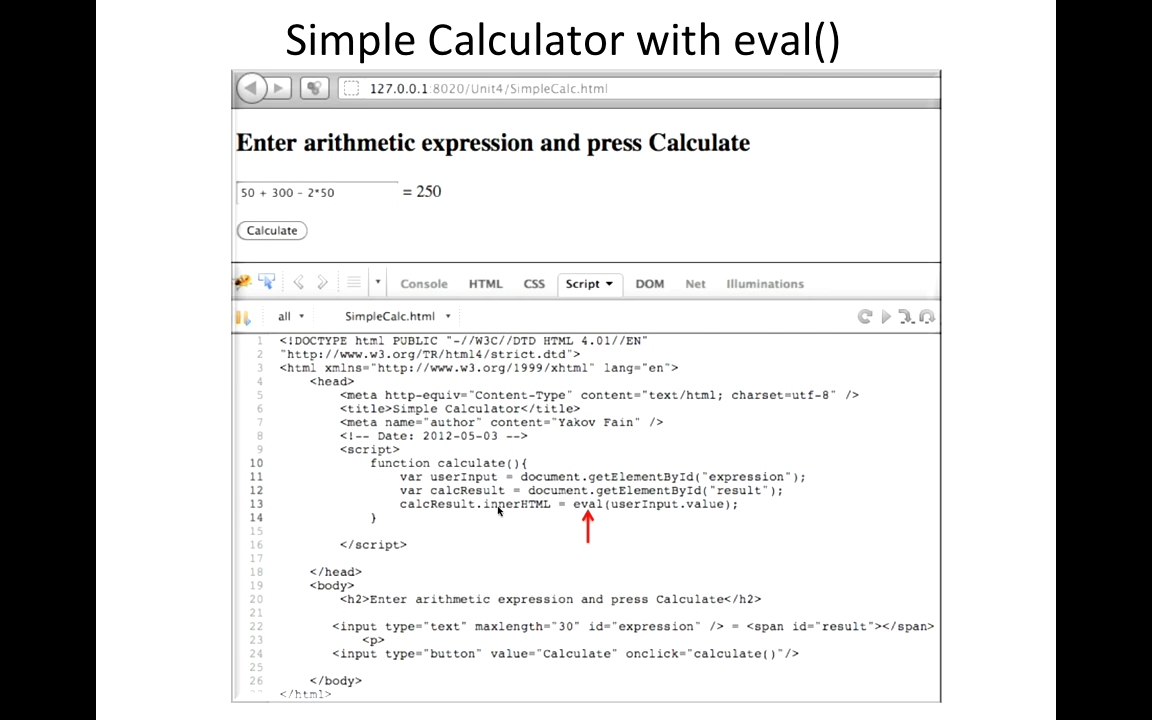 Simple Calculator with eval()
127.0.0.1:8020/Unit4/SimpleCalc.html
Enter arithmetic expression and press Calculate
50 + 300 - 2*50 = 250
Calculate
Console HTML CSS Script DOM Net Illuminations
all SimpleCalc.html
1 <!DOCTYPE html PUBLIC "-//W3C//DTD HTML 4.01//EN"
2 "http://www.w3.org/TR/html4/strict.dtd">
3 <html xmlns="http://www.w3.org/1999/xhtml" lang="en">
4 <head>
5 <meta http-equiv="Content-Type" content="text/html; charset=utf-8" />
6 <title>Simple Calculator</title>
7 <meta name="author" content="Yakov Fain" />
8 <!-- Date: 2012-05-03 -->
9 <script>
10 function calculate(){
11 var userInput = document.getElementById("expression");
12 var calcResult = document.getElementById("result");
13 calcResult.innerHTML = eval(userInput.value);
14 }
15
16 </script>
17
18 </head>
19 <body>
20 <h2>Enter arithmetic expression and press Calculate</h2>
21
22 <input type="text" maxlength="30" id="expression" /> = <span id="result"></span>
23 <p>
24 <input type="button" value="Calculate" onclick="calculate()"/>
25
26 </body>
</html>